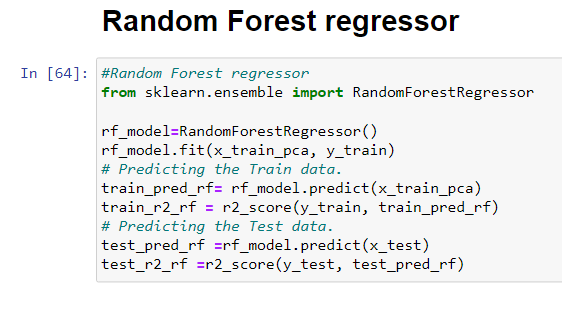 Random Forest regressor
In [64]: #Random Forest regressor
from sklearn.ensemble import RandomForestRegressor
rf_model=RandomForestRegressor()
rf_model.fit(x_train_pca, y_train)
# Predicting the Train data.
train_pred_rf= rf_model.predict(x_train_pca)
train_r2_rf = r2_score(y_train, train_pred_rf)
# Predicting the Test data.
test_pred_rf =rf_model.predict(x_test)
test_r2_rf =r2_score(y_test, test_pred_rf)